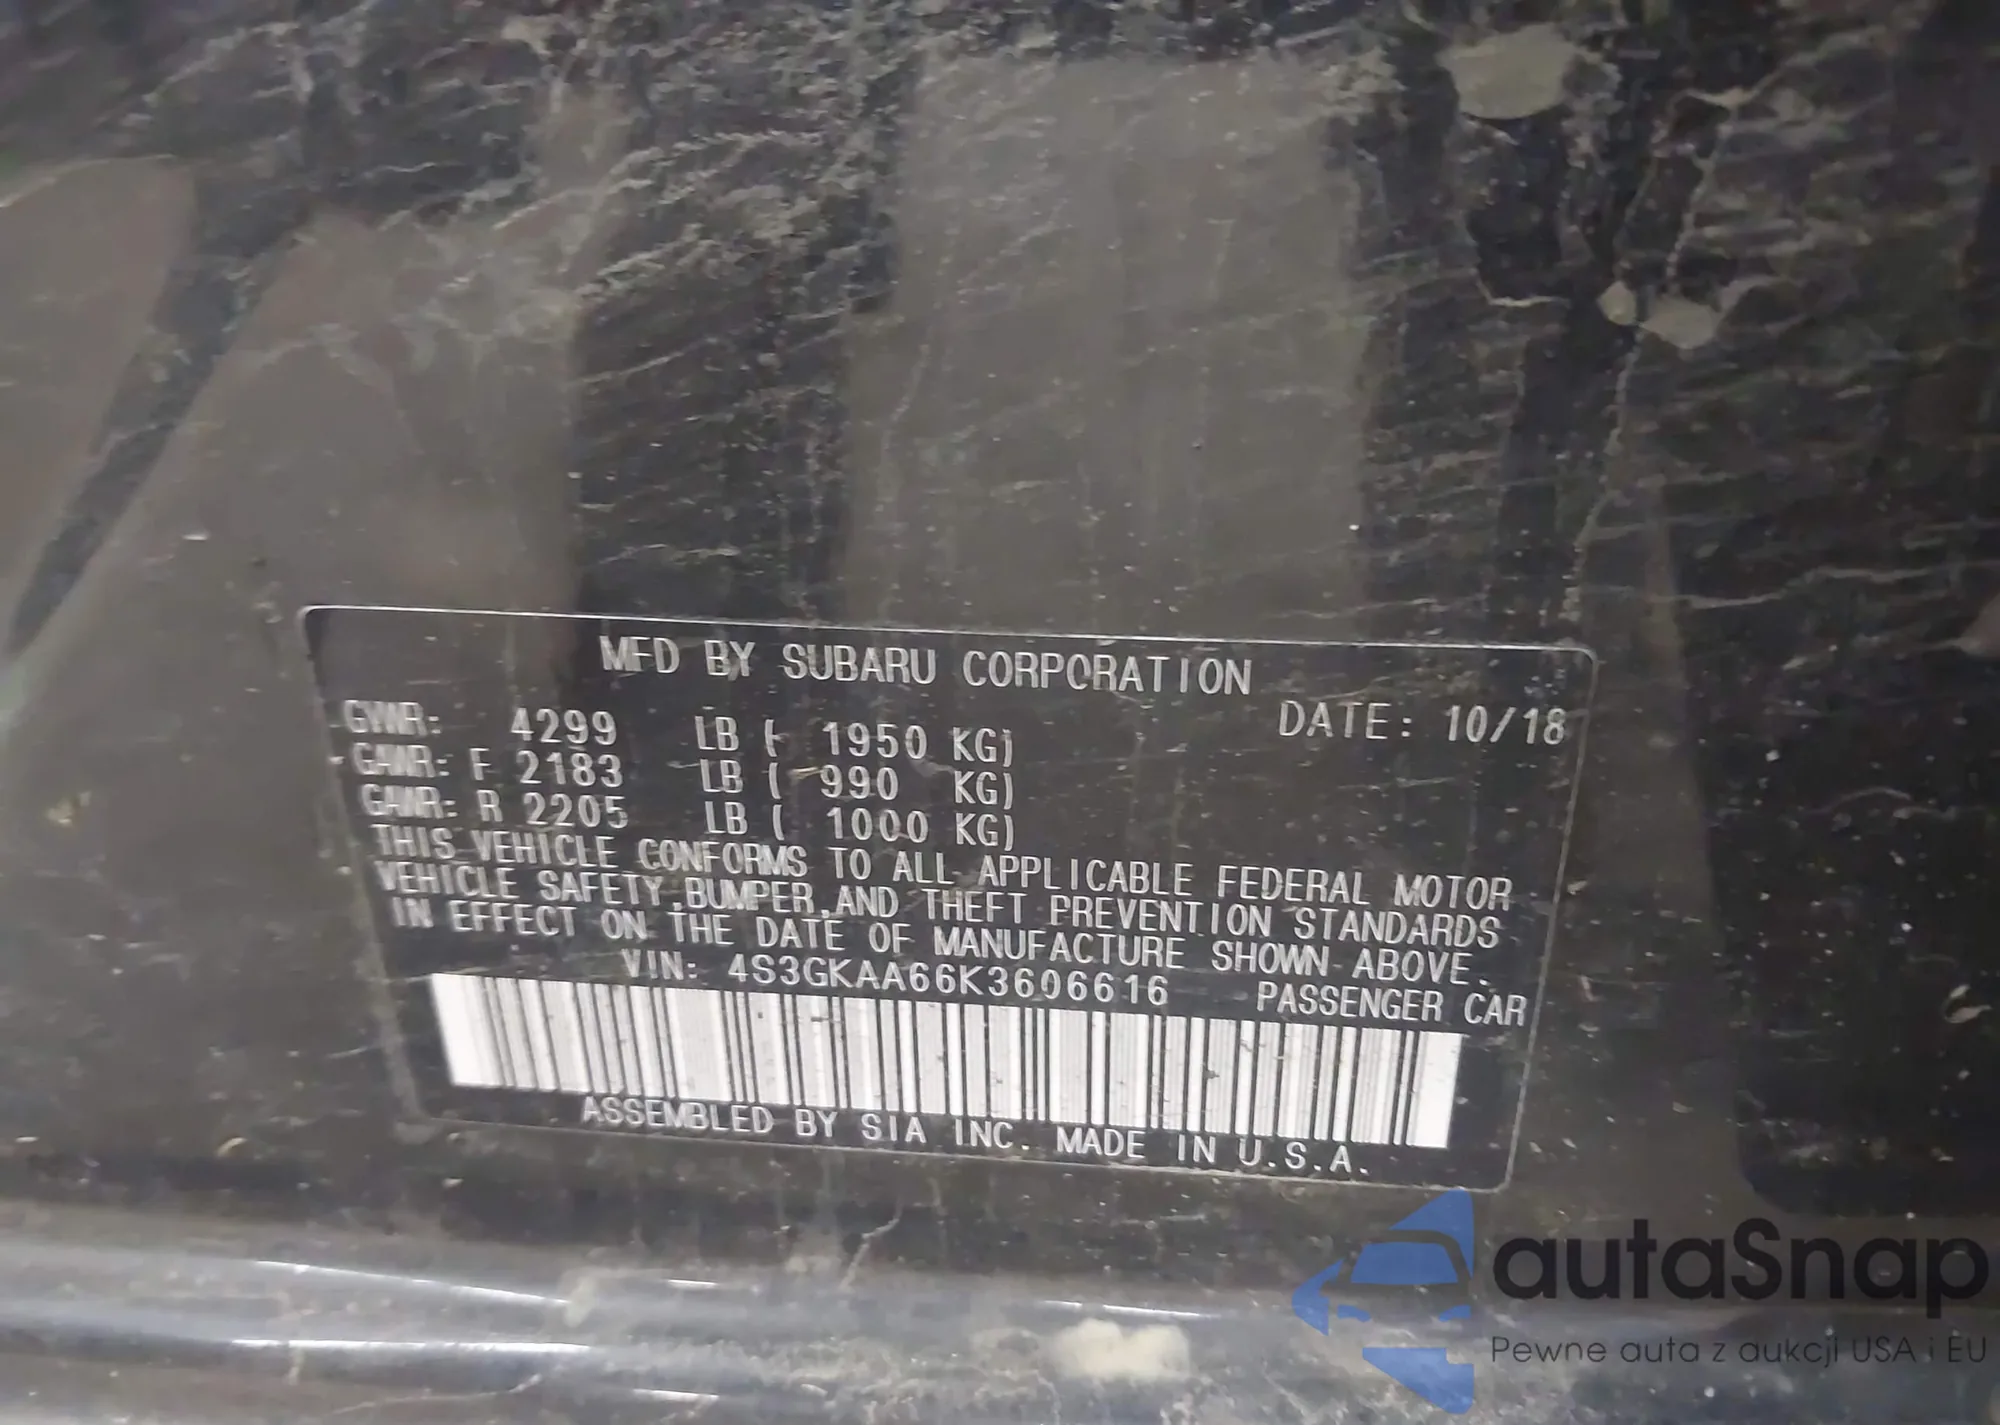 MFD BY SUBARU CORPORATION
DATE: 10/18
GVWR: 4299 LB ( 1950 KG)
GAWR: F 2183 LB ( 990 KG)
GAWR: R 2205 LB ( 1000 KG)
THIS VEHICLE CONFORMS TO ALL APPLICABLE FEDERAL MOTOR
VEHICLE SAFETY,BUMPER,AND THEFT PREVENTION STANDARDS
IN EFFECT ON THE DATE OF MANUFACTURE SHOWN ABOVE.
VIN: 4S3GKAA66K3606616 PASSENGER CAR
ASSEMBLED BY SIA INC. MADE IN U.S.A.
autaSnap
Pewne auta z aukcji USA i EU